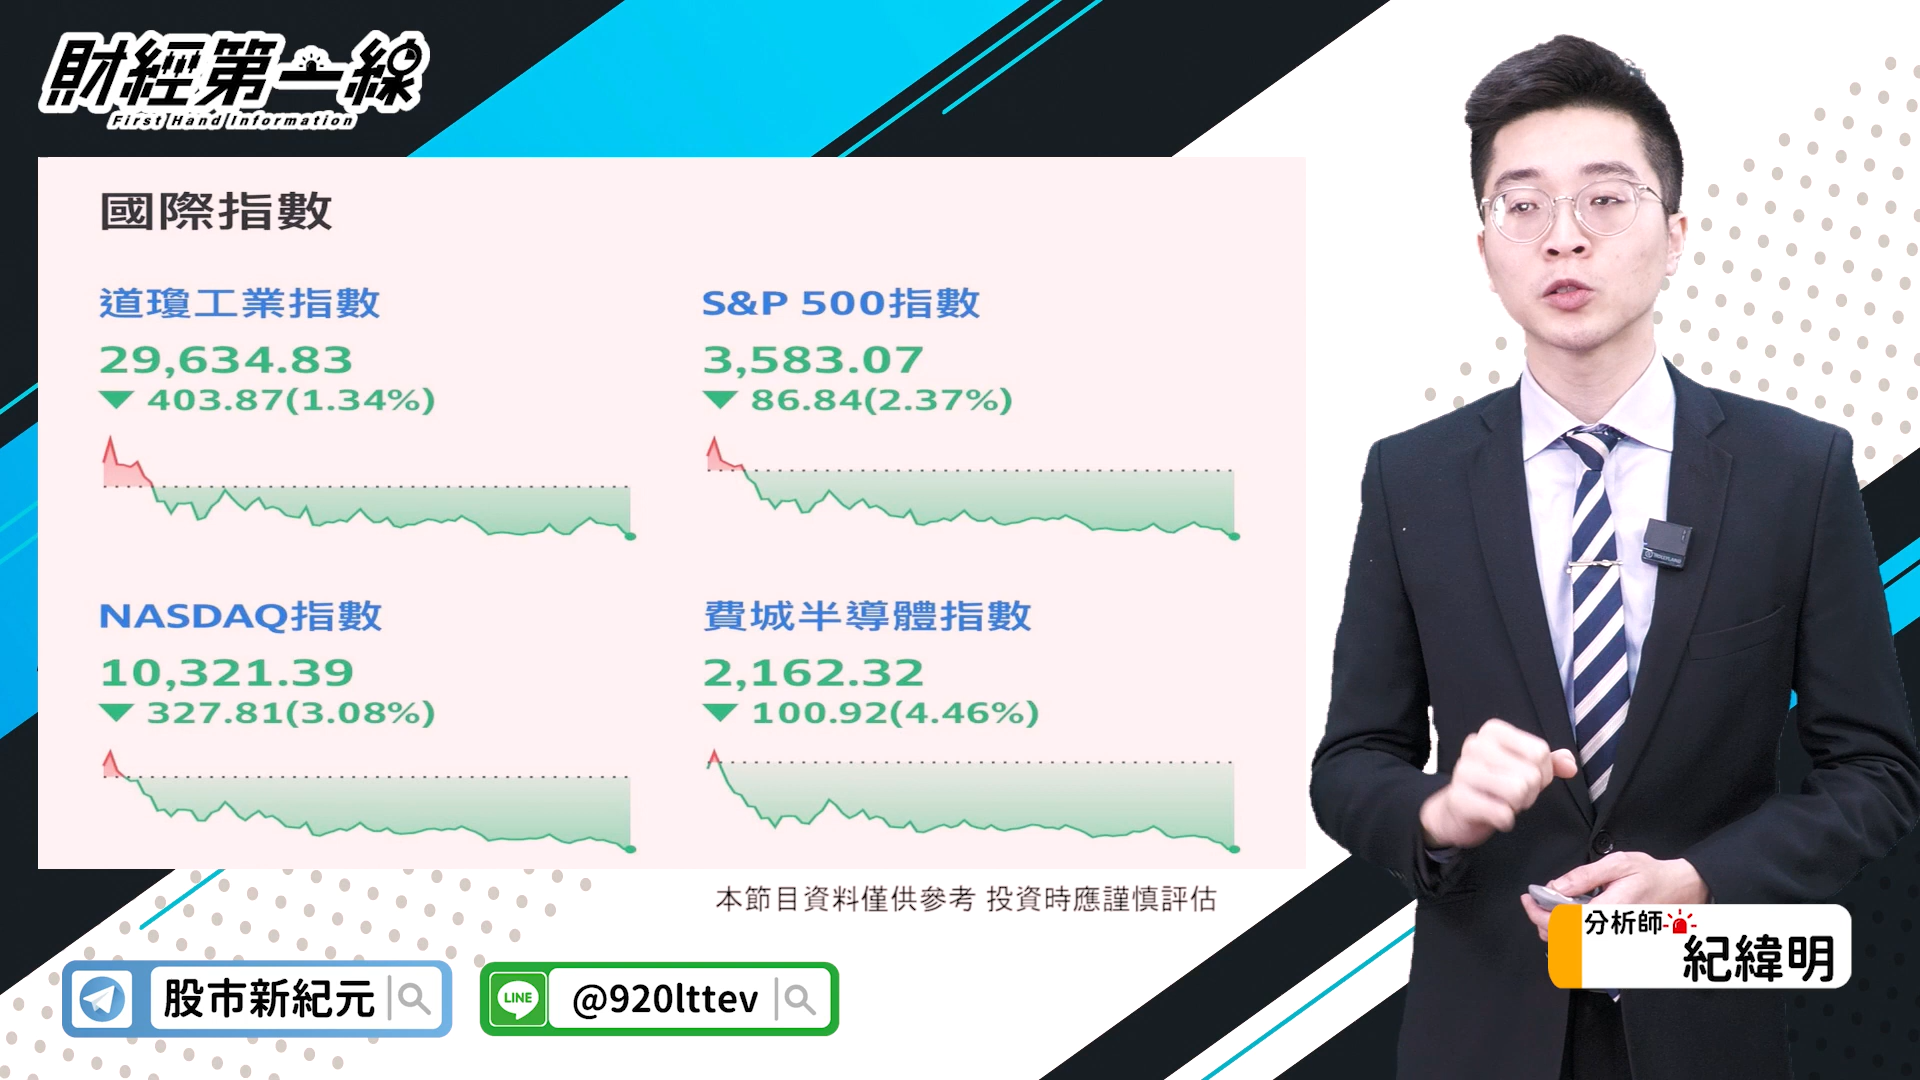 財經第一線
First Hand Information
國際指數
道瓊工業指數
29,634.83
▼ 403.87(1.34%)
S&P 500指數
3,583.07
▼ 86.84(2.37%)
NASDAQ指數
10,321.39
▼ 327.81(3.08%)
費城半導體指數
2,162.32
▼ 100.92(4.46%)
本節目資料僅供參考 投資時應謹慎評估
分析師
紀緯明
股市新紀元
LINE
@920lttev